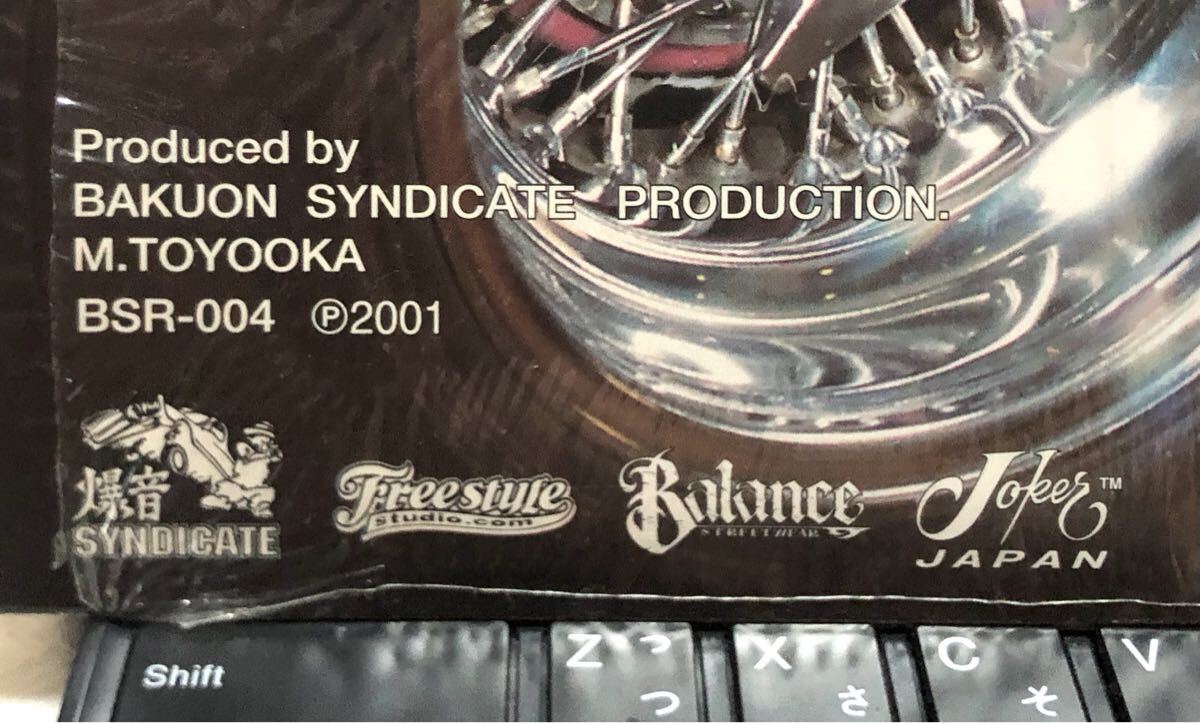 Produced by
BAKUON SYNDICATE PRODUCTION.
M.TOYOOKA
BSR-004 ℗2001
爆音
SYNDICATE
Freestyle
studio.com
Balance
STREETWEAR
Joker™
JAPAN
Shift
Z っ
つ
X
さ
C
そ
V